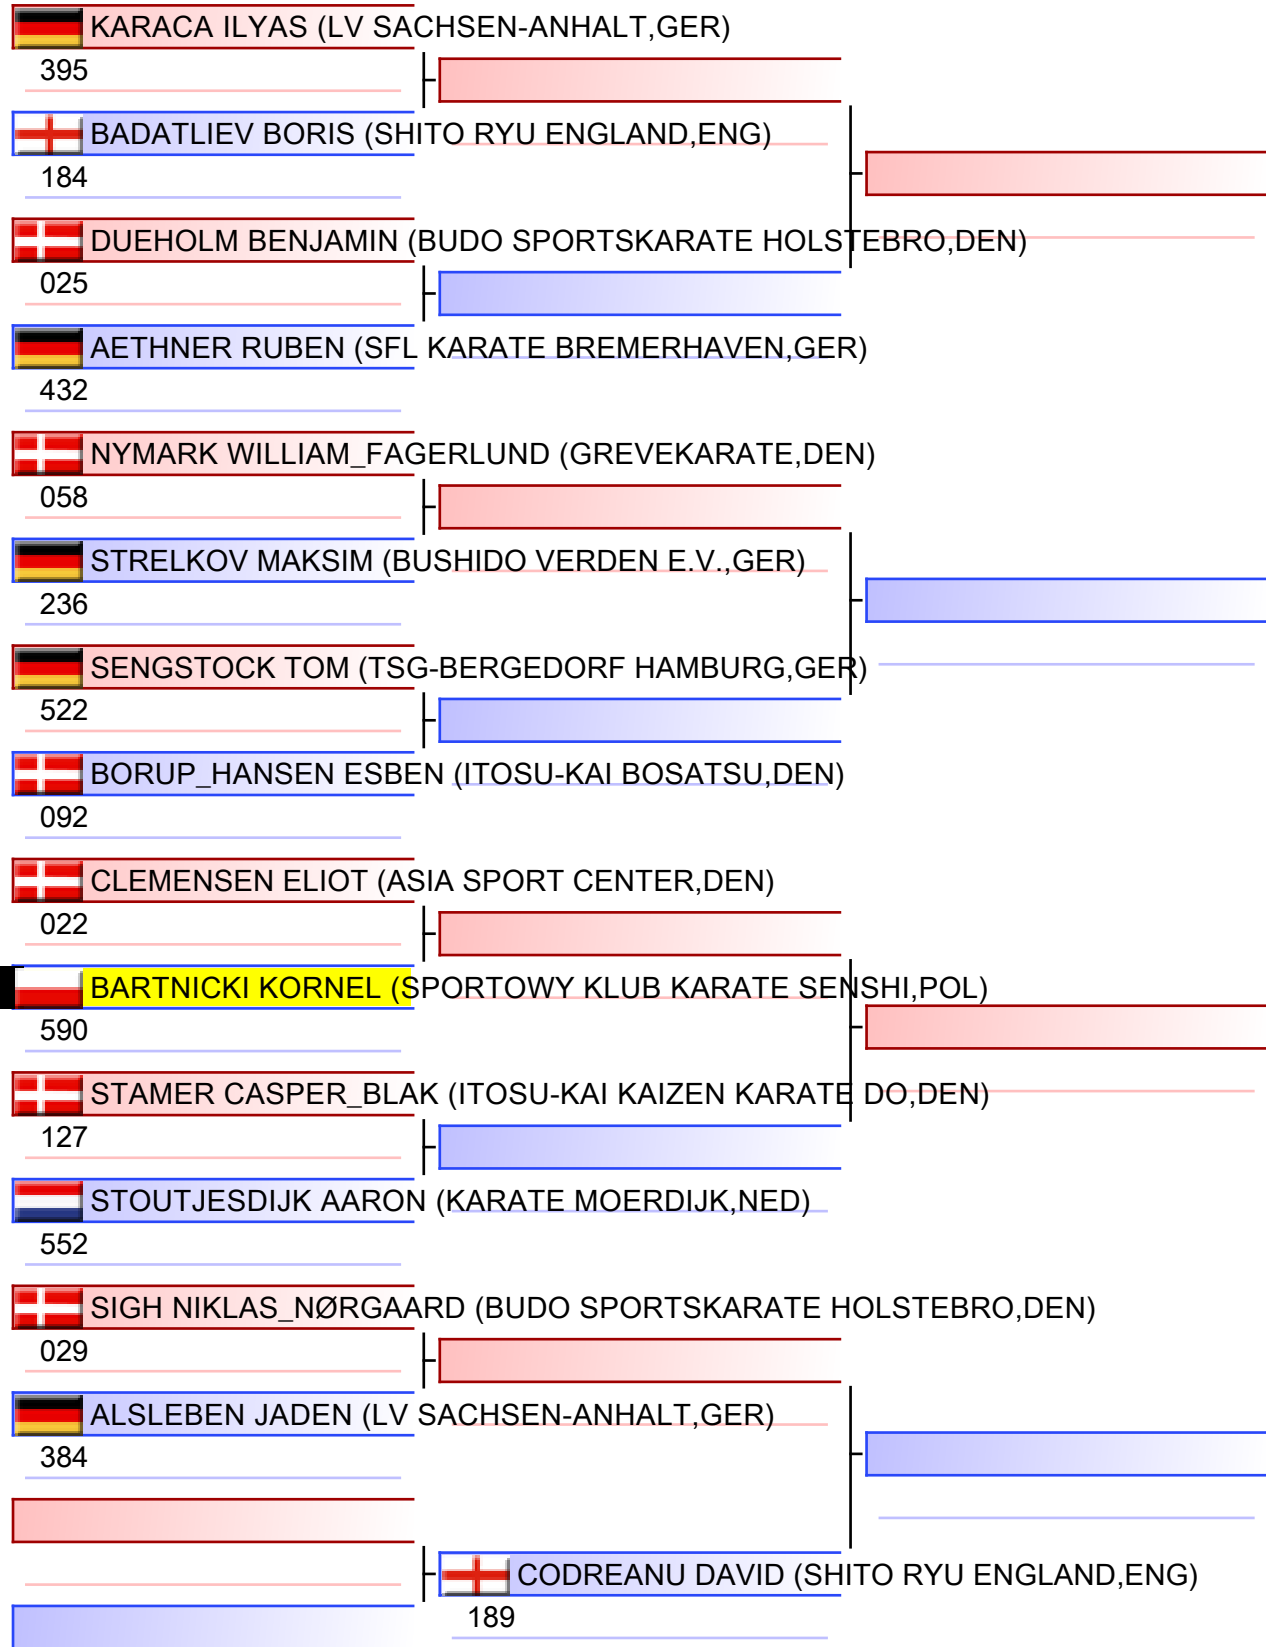 KARACA ILYAS (LV SACHSEN-ANHALT,GER)
395
BADATLIEV BORIS (SHITO RYU ENGLAND,ENG)
184
DUEHOLM BENJAMIN (BUDO SPORTSKARATE HOLSTEBRO,DEN)
025
AETHNER RUBEN (SFL KARATE BREMERHAVEN,GER)
432
NYMARK WILLIAM_FAGERLUND (GREVEKARATE,DEN)
058
STRELKOV MAKSIM (BUSHIDO VERDEN E.V.,GER)
236
SENGSTOCK TOM (TSG-BERGEDORF HAMBURG,GER)
522
BORUP_HANSEN ESBEN (ITOSU-KAI BOSATSU,DEN)
092
CLEMENSEN ELIOT (ASIA SPORT CENTER,DEN)
022
BARTNICKI KORNEL (SPORTOWY KLUB KARATE SENSHI,POL)
590
STAMER CASPER_BLAK (ITOSU-KAI KAIZEN KARATE DO,DEN)
127
STOUTJESDIJK AARON (KARATE MOERDIJK,NED)
552
SIGH NIKLAS_NØRGAARD (BUDO SPORTSKARATE HOLSTEBRO,DEN)
029
ALSLEBEN JADEN (LV SACHSEN-ANHALT,GER)
384
CODREANU DAVID (SHITO RYU ENGLAND,ENG)
189